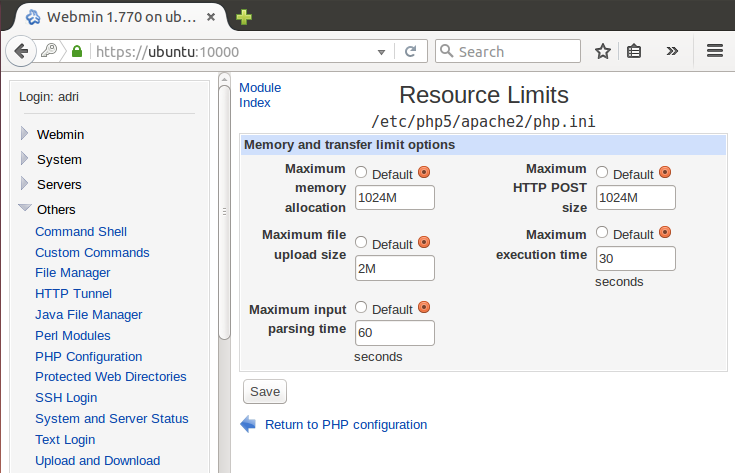 Webmin 1.770 on ub...
https://ubuntu:10000
Search
Login: adri
Webmin
System
Servers
Others
Command Shell
Custom Commands
File Manager
HTTP Tunnel
Java File Manager
Perl Modules
PHP Configuration
Protected Web Directories
SSH Login
System and Server Status
Text Login
Upload and Download
Module
Index
Resource Limits
/etc/php5/apache2/php.ini
Memory and transfer limit options
Maximum
memory
allocation
Default
1024M
Maximum
HTTP POST
size
Default
1024M
Maximum file
upload size
Default
2M
Maximum
execution time
Default
30
seconds
Maximum input
parsing time
Default
60
seconds
Save
Return to PHP configuration